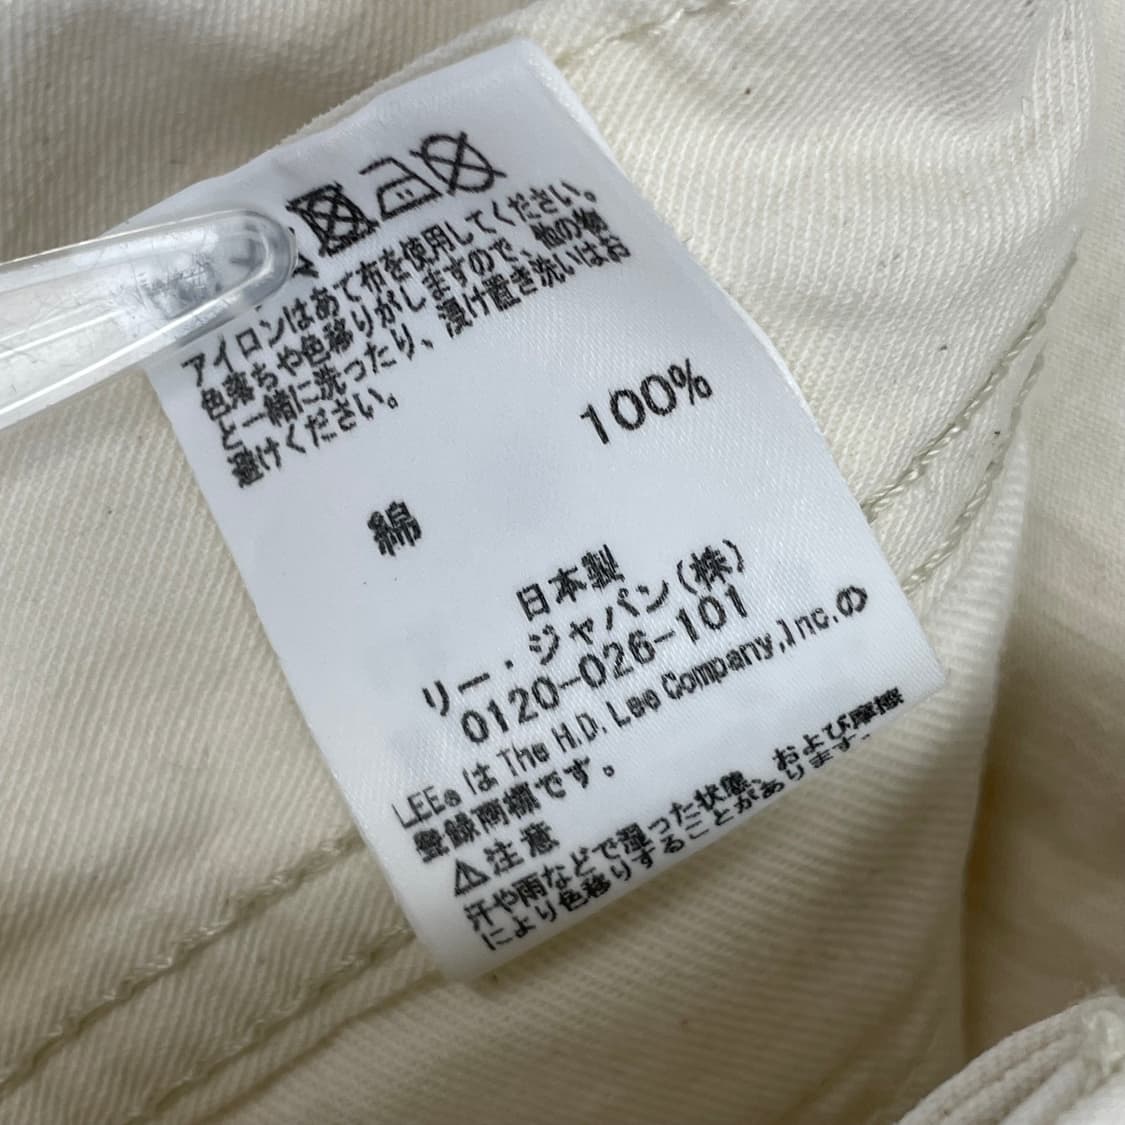 アイロンはあて布を使用してください。
色落ちや色移りがしますので、他の物
と一緒に洗ったり、浸け置き洗いはお
避けください。
綿 100%
日本製
リー・ジャパン(株)
0120-026-101
LEEs は The H.D. Lee Company,Inc.の
登録商標です。
⚠注意
汗や雨などで湿った状態、および摩擦
により色移りすることがあります。